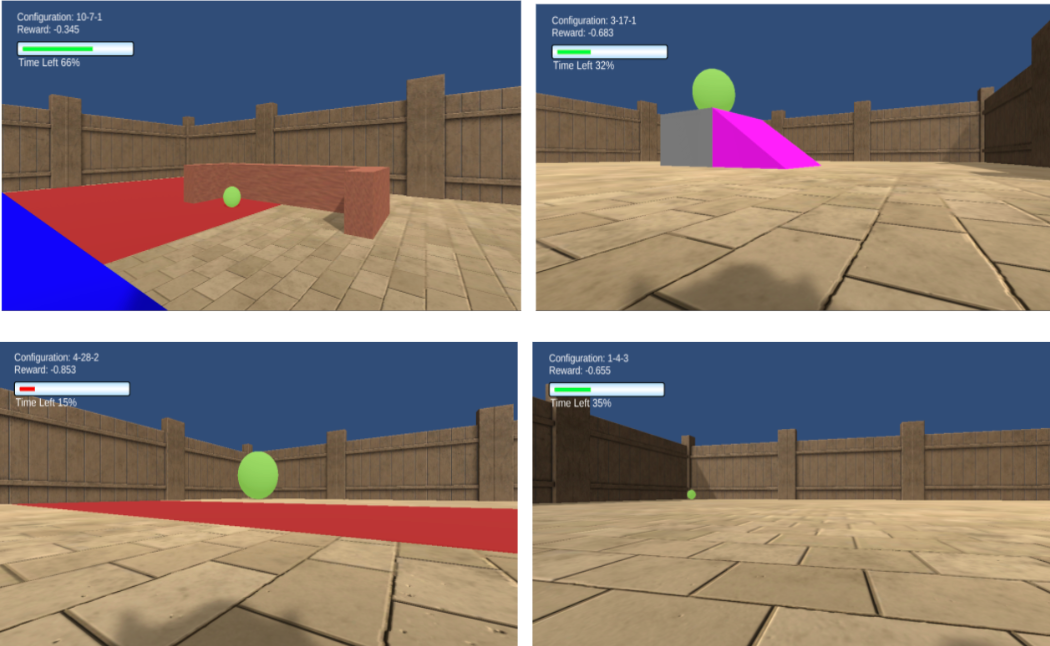 Configuration: 10-7-1
Reward: -0.345
Time Left 66%
Configuration: 3-17-1
Reward: -0.683
Time Left 32%
Configuration: 4-28-2
Reward: -0.853
Time Left 15%
Configuration: 1-4-3
Reward: -0.655
Time Left 35%